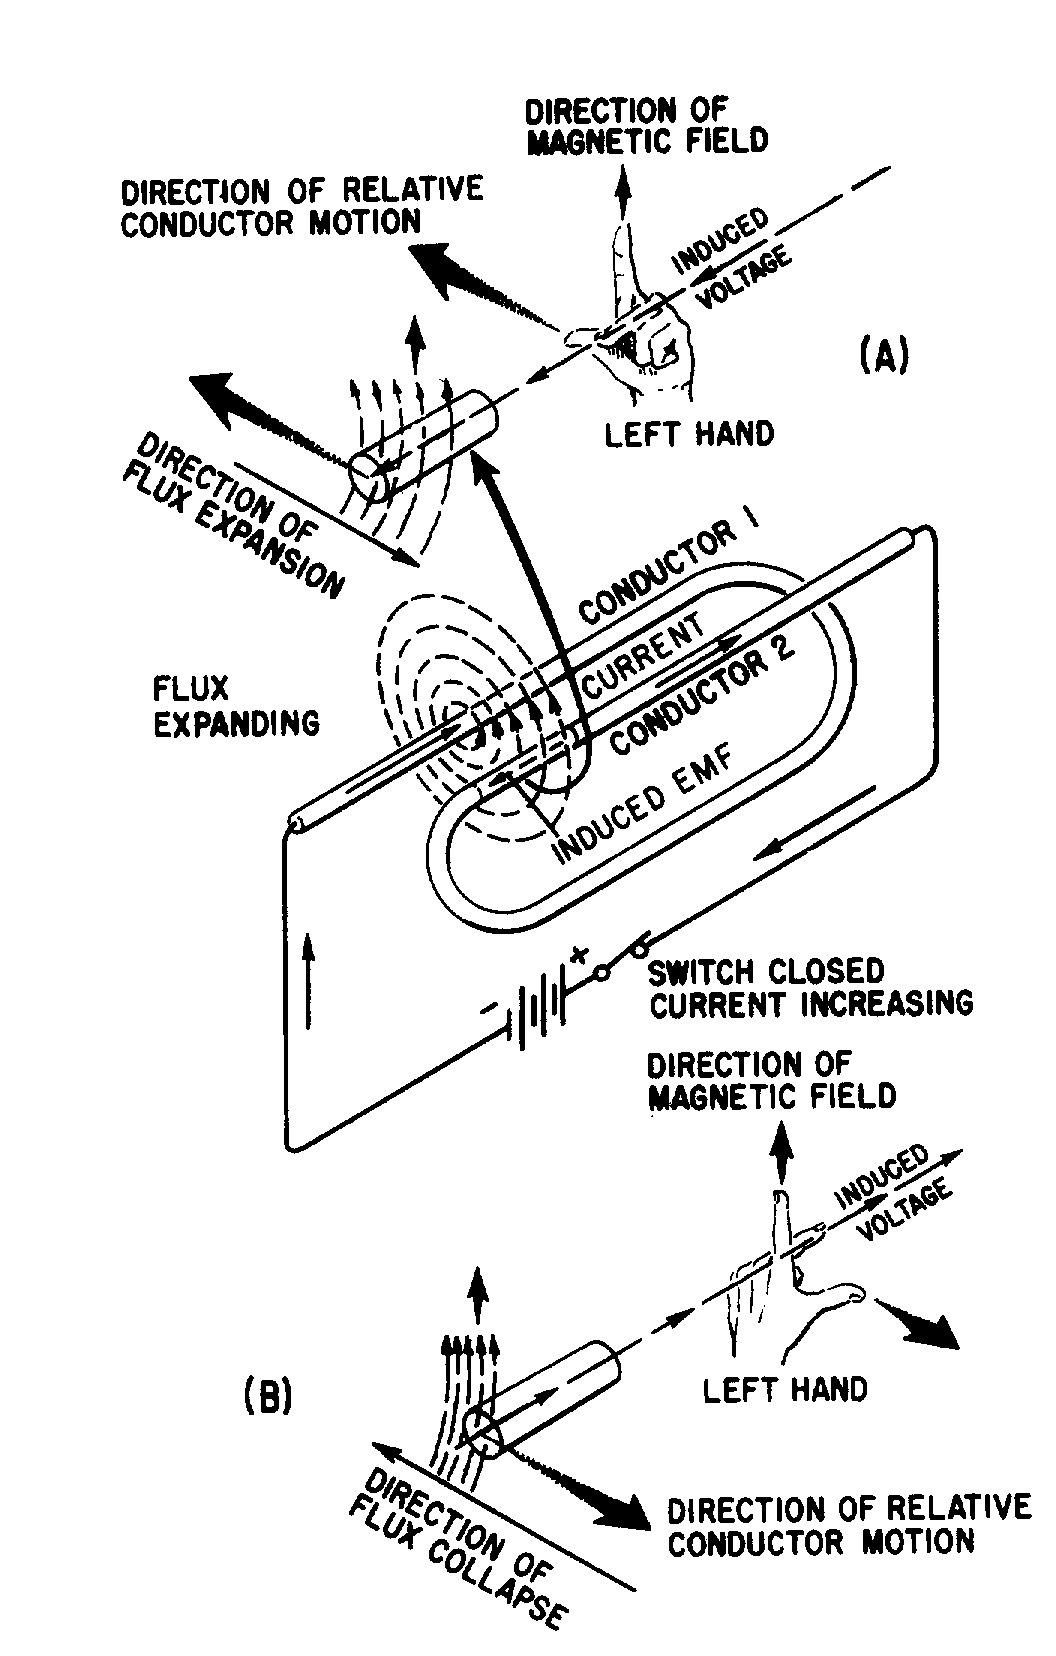 DIRECTION OF
MAGNETIC FIELD
DIRECTION OF RELATIVE
CONDUCTOR MOTION
INDUCED
VOLTAGE
(A)
LEFT HAND
DIRECTION OF
FLUX EXPANSION
CONDUCTOR 1
FLUX
EXPANDING
CURRENT
CONDUCTOR 2
INDUCED EMF
+
-
SWITCH CLOSED
CURRENT INCREASING
DIRECTION OF
MAGNETIC FIELD
INDUCED
VOLTAGE
(B)
LEFT HAND
DIRECTION OF
FLUX COLLAPSE
DIRECTION OF RELATIVE
CONDUCTOR MOTION